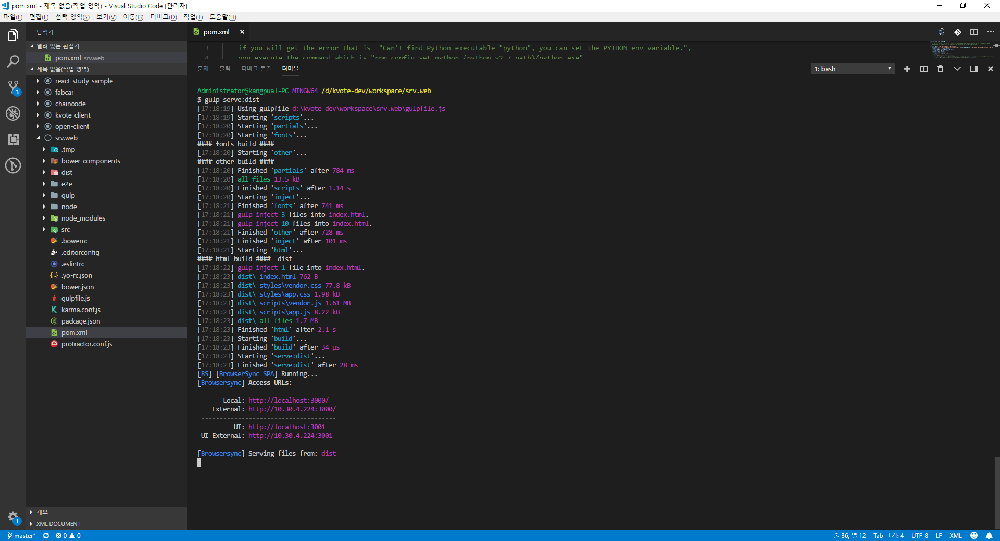 pom.xml - 제목 없음(작업 영역) - Visual Studio Code [관리자]
파일(F) 편집(E) 선택 영역(S) 보기(V) 이동(G) 디버그(D) 작업(T) 도움말(H)
탐색기
열려 있는 편집기
pom.xml srv.web
제목 없음(작업 영역)
react-study-sample
fabcar
chaincode
kvote-client
open-client
srv.web
.tmp
bower_components
dist
e2e
gulp
node
node_modules
src
.bowerrc
.editorconfig
.eslintrc
.yo-rc.json
bower.json
gulpfile.js
karma.conf.js
package.json
pom.xml
protractor.conf.js
개요
XML DOCUMENT
3
1
pom.xml
3 if you will get the error that is "Can't find Python executable "python", you can set the PYTHON env variable.",
4 you execute the command which is "npm config set python {python v2.7 path}/python.exe"
문제 출력 디버그 콘솔 터미널
1: bash
Administrator@kangpual-PC MINGW64 /d/kvote-dev/workspace/srv.web
$ gulp serve:dist
[17:18:19] Using gulpfile d:\kvote-dev\workspace\srv.web\gulpfile.js
[17:18:19] Starting 'scripts'...
[17:18:20] Starting 'partials'...
[17:18:20] Starting 'fonts'...
#### fonts build ####
[17:18:20] Starting 'other'...
#### other build ####
[17:18:20] Finished 'partials' after 784 ms
[17:18:20] all files 13.5 kB
[17:18:20] Finished 'scripts' after 1.14 s
[17:18:20] Starting 'inject'...
[17:18:21] Finished 'fonts' after 741 ms
[17:18:21] gulp-inject 3 files into index.html.
[17:18:21] gulp-inject 10 files into index.html.
[17:18:21] Finished 'other' after 728 ms
[17:18:21] Finished 'inject' after 101 ms
[17:18:21] Starting 'html'...
#### html build ####  dist
[17:18:22] gulp-inject 1 file into index.html.
[17:18:23] dist\ index.html 762 B
[17:18:23] dist\ styles\vendor.css 77.8 kB
[17:18:23] dist\ styles\app.css 1.98 kB
[17:18:23] dist\ scripts\vendor.js 1.61 MB
[17:18:23] dist\ scripts\app.js 8.22 kB
[17:18:23] dist\ all files 1.7 MB
[17:18:23] Finished 'html' after 2.1 s
[17:18:23] Starting 'build'...
[17:18:23] Finished 'build' after 34 μs
[17:18:23] Starting 'serve:dist'...
[17:18:23] Finished 'serve:dist' after 28 ms
[BS] [BrowserSync SPA] Running...
[Browsersync] Access URLs:
-------------------------------------
Local: http://localhost:3000/
External: http://10.30.4.224:3000/
-------------------------------------
UI: http://localhost:3001
UI External: http://10.30.4.224:3001
-------------------------------------
[Browsersync] Serving files from: dist
master* 0 0 줄 36, 열 12 Tab 크기: 4 UTF-8 LF XML